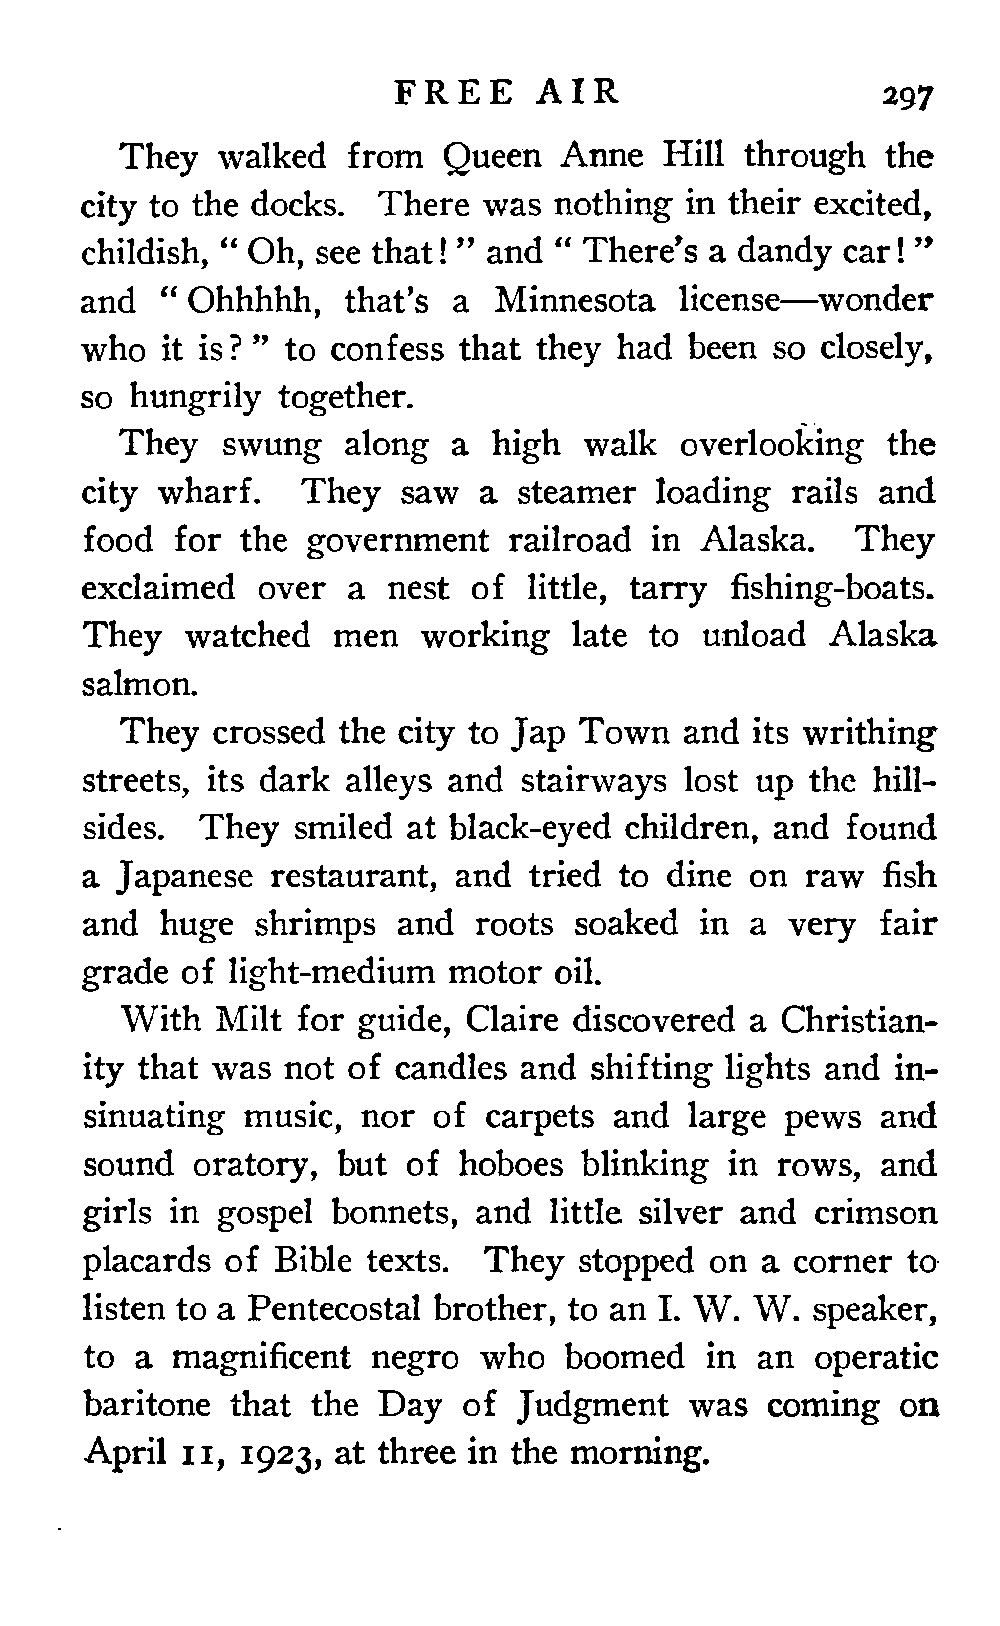 FREE AIR 297
They walked from Queen Anne Hill through the
city to the docks. There was nothing in their excited,
childish, “ Oh, see that! ” and “ There’s a dandy car! ”
and “ Ohhhhh, that’s a Minnesota license—wonder
who it is? ” to confess that they had been so closely,
so hungrily together.
They swung along a high walk overlooking the
city wharf. They saw a steamer loading rails and
food for the government railroad in Alaska. They
exclaimed over a nest of little, tarry fishing-boats.
They watched men working late to unload Alaska
salmon.
They crossed the city to Jap Town and its writhing
streets, its dark alleys and stairways lost up the hill-
sides. They smiled at black-eyed children, and found
a Japanese restaurant, and tried to dine on raw fish
and huge shrimps and roots soaked in a very fair
grade of light-medium motor oil.
With Milt for guide, Claire discovered a Christian-
ity that was not of candles and shifting lights and in-
sinuating music, nor of carpets and large pews and
sound oratory, but of hoboes blinking in rows, and
girls in gospel bonnets, and little silver and crimson
placards of Bible texts. They stopped on a corner to
listen to a Pentecostal brother, to an I. W. W. speaker,
to a magnificent negro who boomed in an operatic
baritone that the Day of Judgment was coming on
April 11, 1923, at three in the morning.